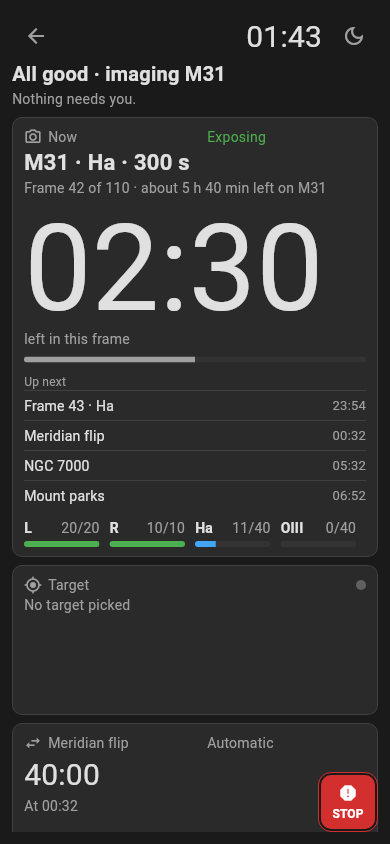 01:43
All good · imaging M31
Nothing needs you.
Now
Exposing
M31 · Ha · 300 s
Frame 42 of 110 · about 5 h 40 min left on M31
02:30
left in this frame
Up next
Frame 43 · Ha 23:54
Meridian flip 00:32
NGC 7000 05:32
Mount parks 06:52
L 20/20 R 10/10 Ha 11/40 OIII 0/40
Target
No target picked
Meridian flip
Automatic
40:00
At 00:32
STOP